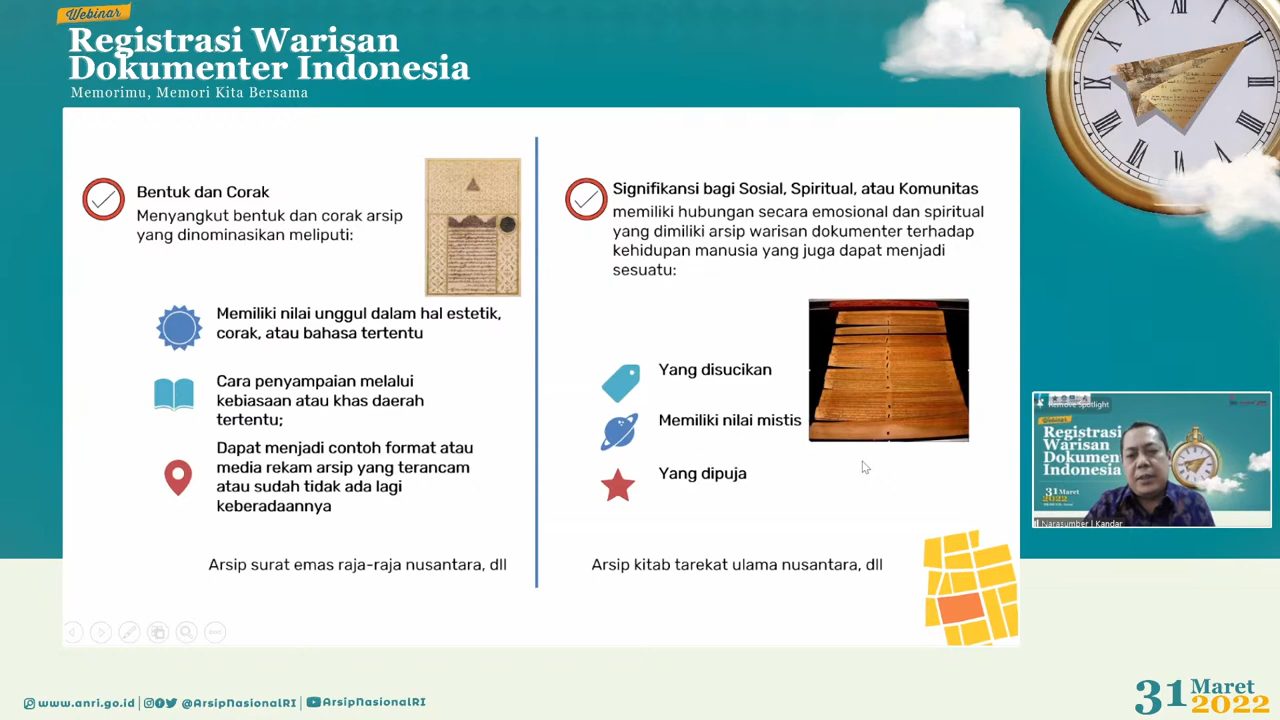 Webinar
Registrasi Warisan
Dokumenter Indonesia
Memorimu, Memori Kita Bersama
Bentuk dan Corak
Menyangkut bentuk dan corak arsip
yang dinominasikan meliputi:
Memiliki nilai unggul dalam hal estetik,
corak, atau bahasa tertentu
Cara penyampaian melalui
kebiasaan atau khas daerah
tertentu;
Dapat menjadi contoh format atau
media rekam arsip yang terancam
atau sudah tidak ada lagi
keberadaannya
Arsip surat emas raja-raja nusantara, dll
Signifikansi bagi Sosial, Spiritual, atau Komunitas
memiliki hubungan secara emosional dan spiritual
yang dimiliki arsip warisan dokumenter terhadap
kehidupan manusia yang juga dapat menjadi
sesuatu:
Yang disucikan
Memiliki nilai mistis
Yang dipuja
Arsip kitab tarekat ulama nusantara, dll
Remove Spotlight
Webinar
Registrasi
Warisan
Dokumen
Indonesia
31 Maret
2022
Narasumber | Kandar
www.anri.go.id | @ArsipNasionalRI | ArsipNasionalRI
31 Maret
2022